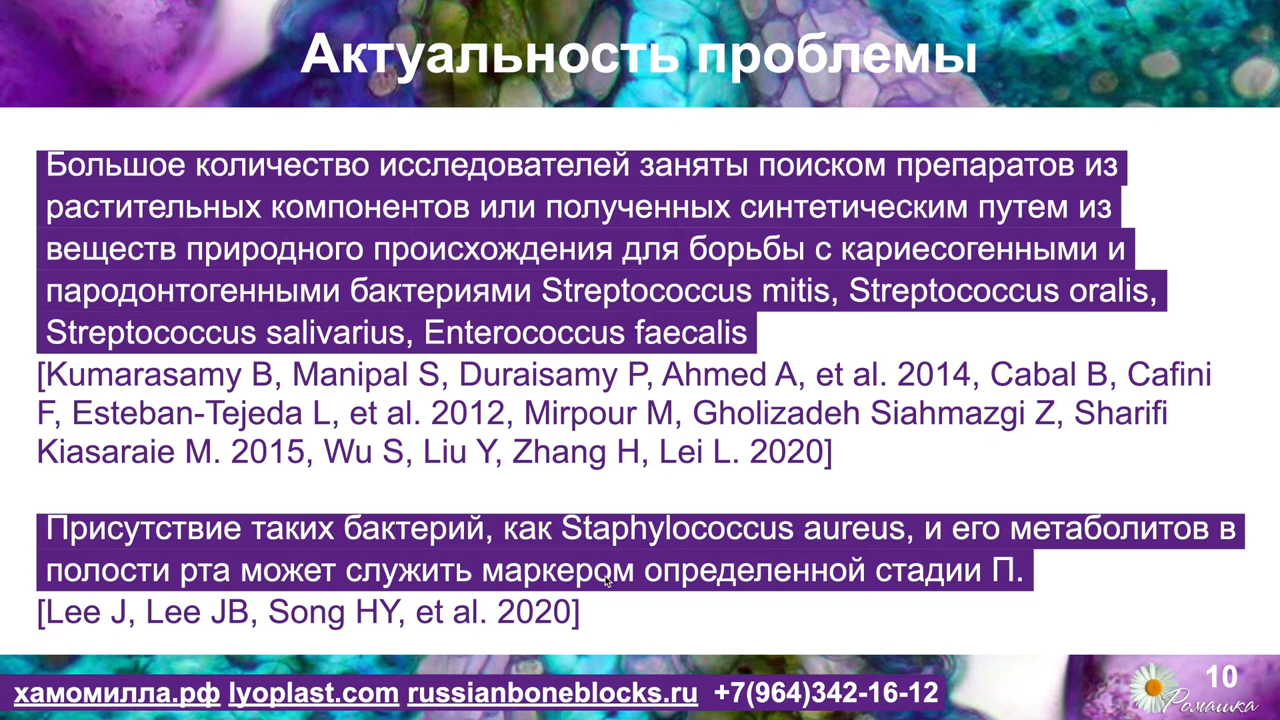 Актуальность проблемы
Большое количество исследователей заняты поиском препаратов из
растительных компонентов или полученных синтетическим путем из
веществ природного происхождения для борьбы с кариесогенными и
пародонтогенными бактериями Streptococcus mitis, Streptococcus oralis,
Streptococcus salivarius, Enterococcus faecalis
[Kumarasamy B, Manipal S, Duraisamy P, Ahmed A, et al. 2014, Cabal B, Cafini
F, Esteban-Tejeda L, et al. 2012, Mirpour M, Gholizadeh Siahmazgi Z, Sharifi
Kiasaraie M. 2015, Wu S, Liu Y, Zhang H, Lei L. 2020]
Присутствие таких бактерий, как Staphylococcus aureus, и его метаболитов в
полости рта может служить маркером определенной стадии П.
[Lee J, Lee JB, Song HY, et al. 2020]
хамомилла.рф lyoplast.com russianboneblocks.ru +7(964)342-16-12
10
Ромашка